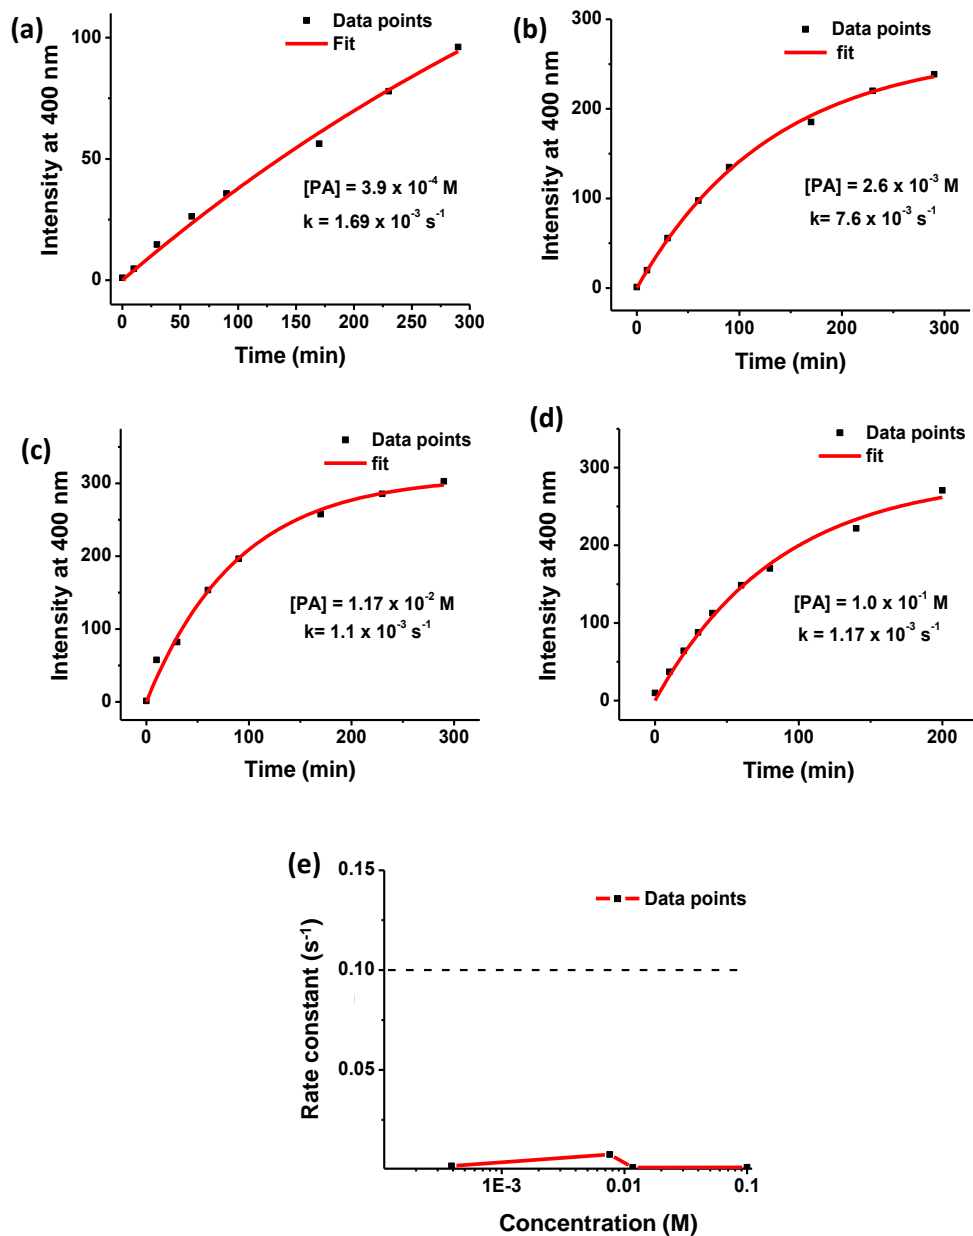 (a)
Data points
Fit
100
50
0
Intensity at 400 nm
[PA] = 3.9 x 10⁻⁴ M
k = 1.69 x 10⁻³ s⁻¹
0 50 100 150 200 250 300
Time (min)
(b)
Data points
fit
300
200
100
0
Intensity at 400 nm
[PA] = 2.6 x 10⁻³ M
k= 7.6 x 10⁻³ s⁻¹
0 100 200 300
Time (min)
(c)
Data points
fit
300
200
100
0
Intensity at 400 nm
[PA] = 1.17 x 10⁻² M
k= 1.1 x 10⁻³ s⁻¹
0 100 200 300
Time (min)
(d)
Data points
fit
300
200
100
0
Intensity at 400 nm
[PA] = 1.0 x 10⁻¹ M
k = 1.17 x 10⁻³ s⁻¹
0 100 200
Time (min)
(e)
Data points
0.15
0.10
0.05
Rate constant (s⁻¹)
1E-3 0.01 0.1
Concentration (M)